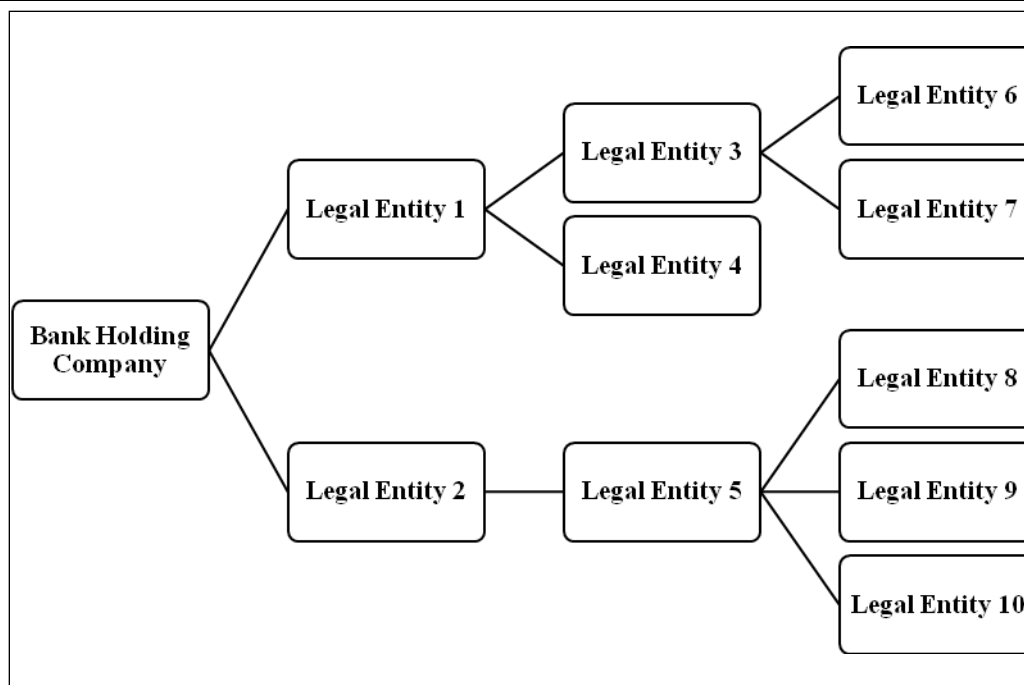 Legal Entity 6
Legal Entity 3
Legal Entity 1
Legal Entity 7
Legal Entity 4
Bank Holding
Company
Legal Entity 8
Legal Entity 2
Legal Entity 5
Legal Entity 9
Legal Entity 10